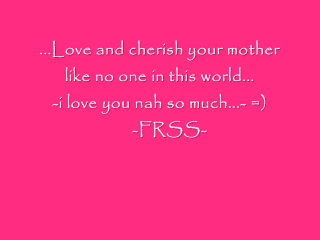 ...Love and cherish your mother
like no one in this world...
-i love you nah so much...- =)
-FRSS-